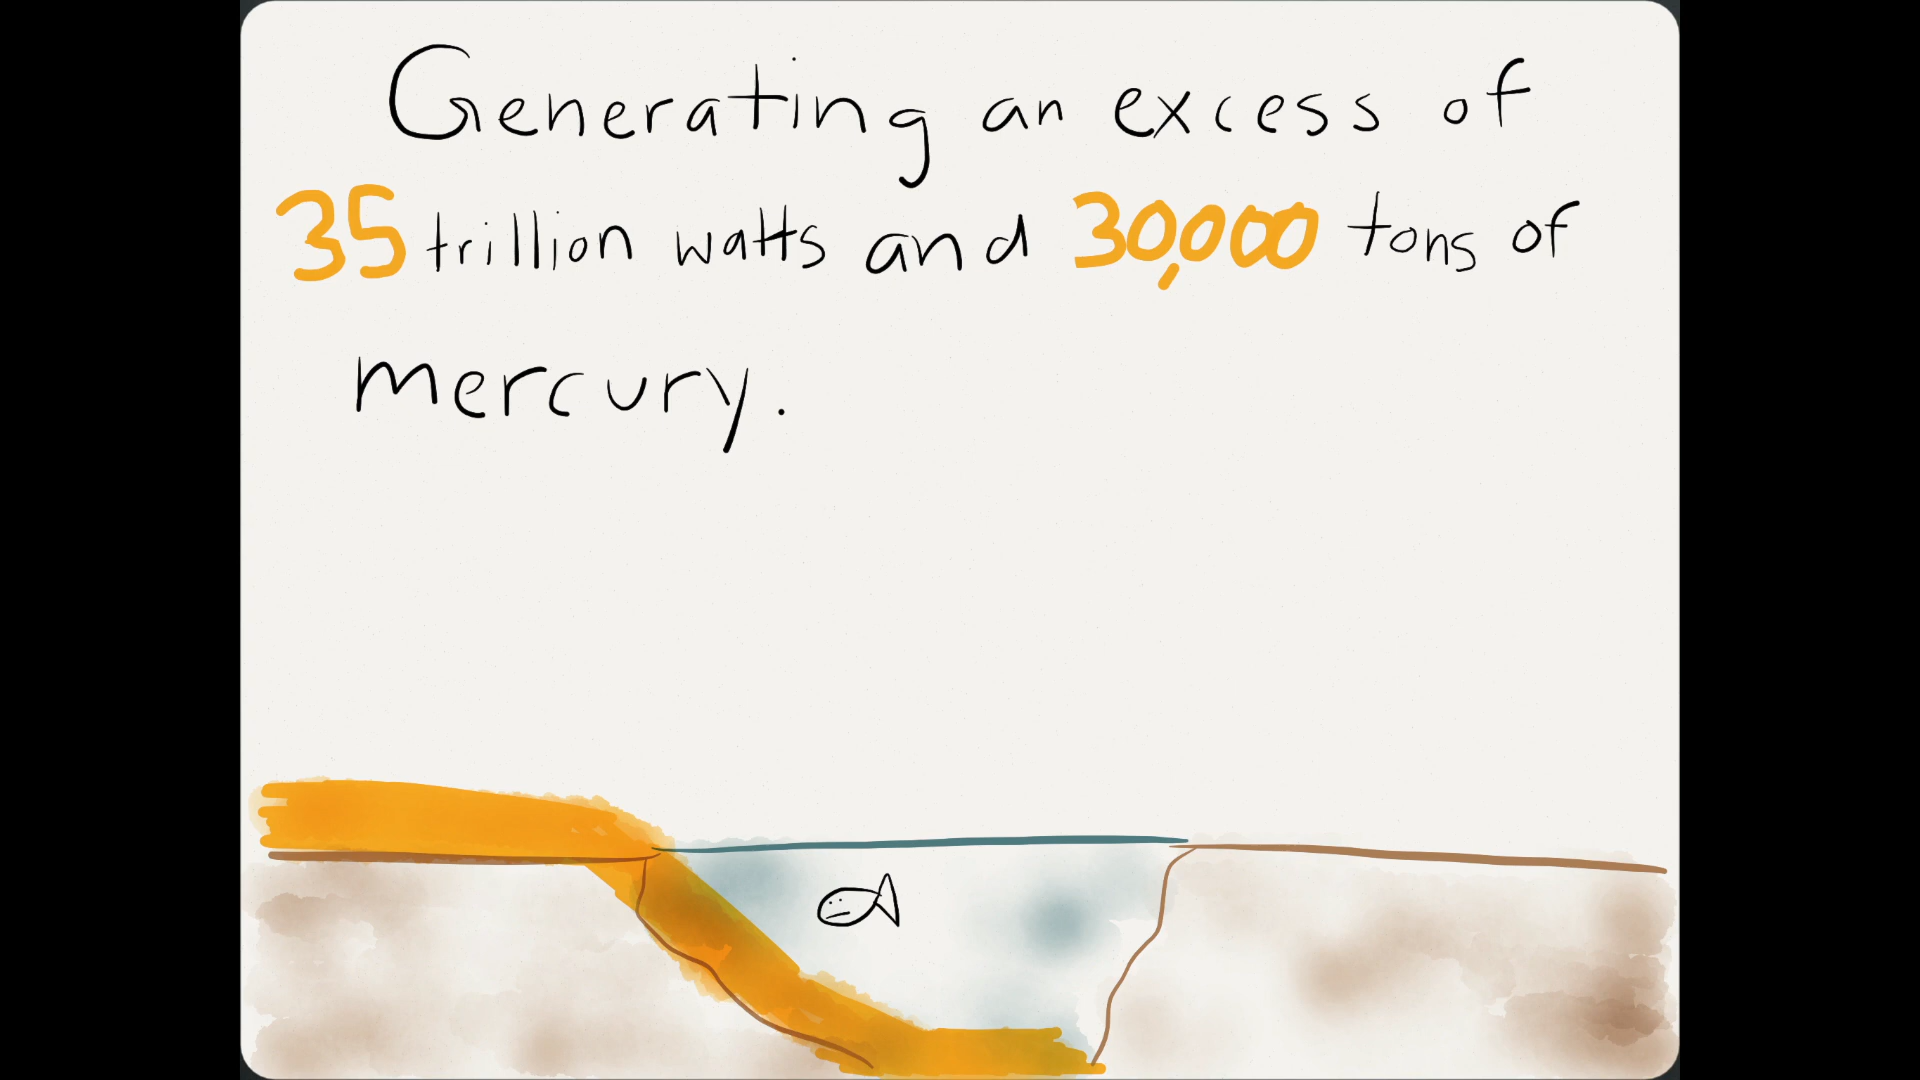 Generating an excess of
35 trillion watts and 30,000 tons of
mercury.